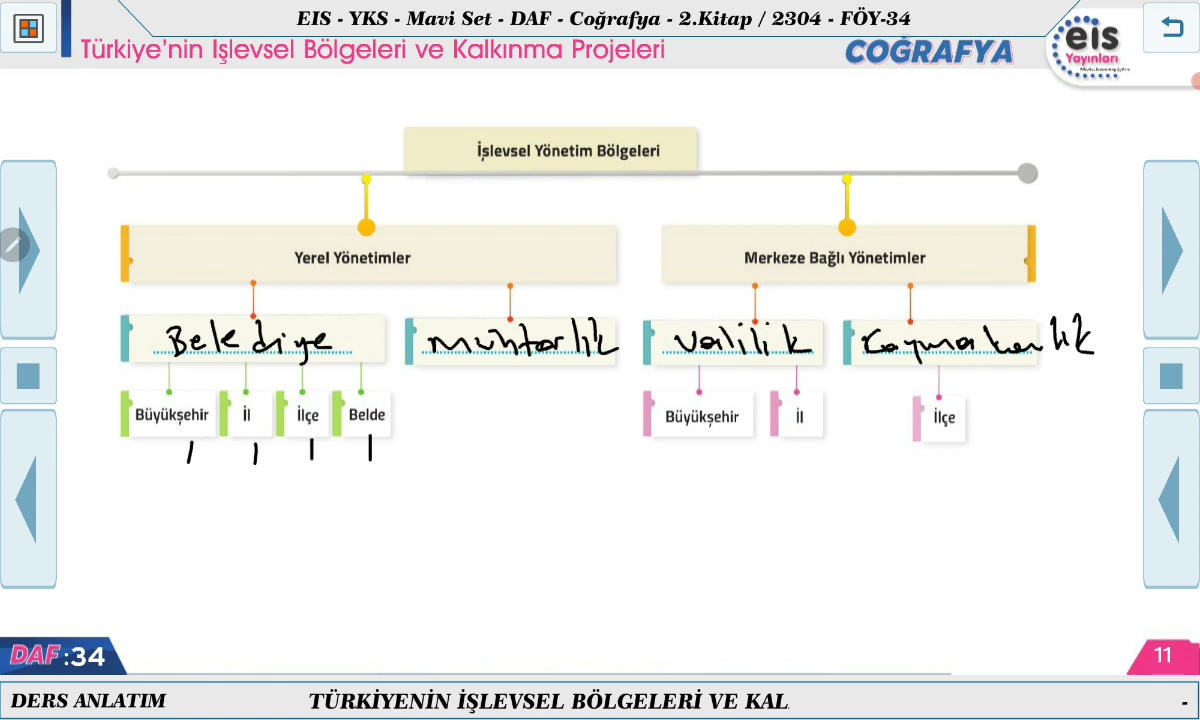 EIS - YKS - Mavi Set - DAF - Coğrafya - 2.Kitap / 2304 - FÖY-34
Türkiye'nin İşlevsel Bölgeleri ve Kalkınma Projeleri
COĞRAFYA
eis
Yayınları
İşlevsel Yönetim Bölgeleri
Yerel Yönetimler
Merkeze Bağlı Yönetimler
Belediye
Muhtarlık
Valilik
Kaymakamlık
Büyükşehir
İl
İlçe
Belde
Büyükşehir
İl
İlçe
DAF :34
11
DERS ANLATIM
TÜRKİYENİN İŞLEVSEL BÖLGELERİ VE KAL
-